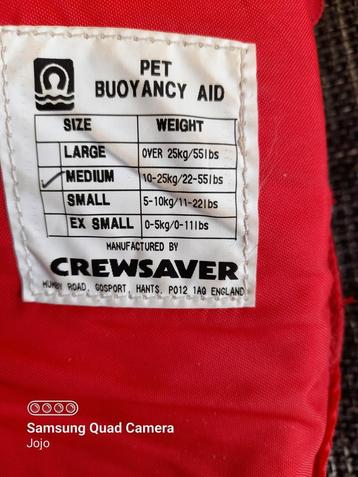 PET
BUOYANCY AID
SIZE WEIGHT
LARGE OVER 25kg/55lbs
MEDIUM 10-25kg/22-55lbs
SMALL 5-10kg/11-22lbs
EX SMALL 0-5kg/0-11lbs
MANUFACTURED BY
CREWSAVER
MUMBY ROAD, GOSPORT, HANTS, PO12 1AQ ENGLAND
Samsung Quad Camera
Jojo